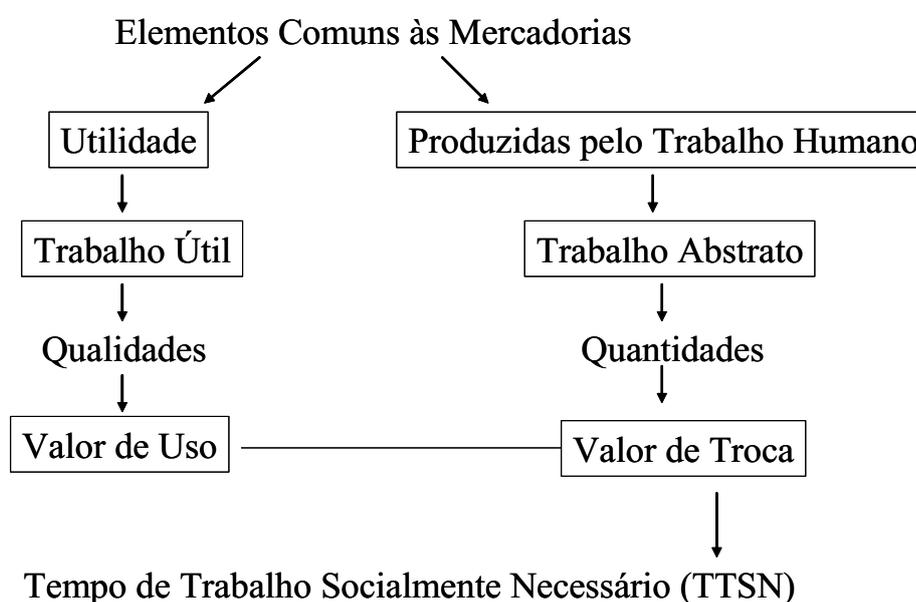 Elementos Comuns às Mercadorias
Utilidade
Produzidas pelo Trabalho Humano
Trabalho Útil
Trabalho Abstrato
Qualidades
Quantidades
Valor de Uso
Valor de Troca
Tempo de Trabalho Socialmente Necessário (TTSN)